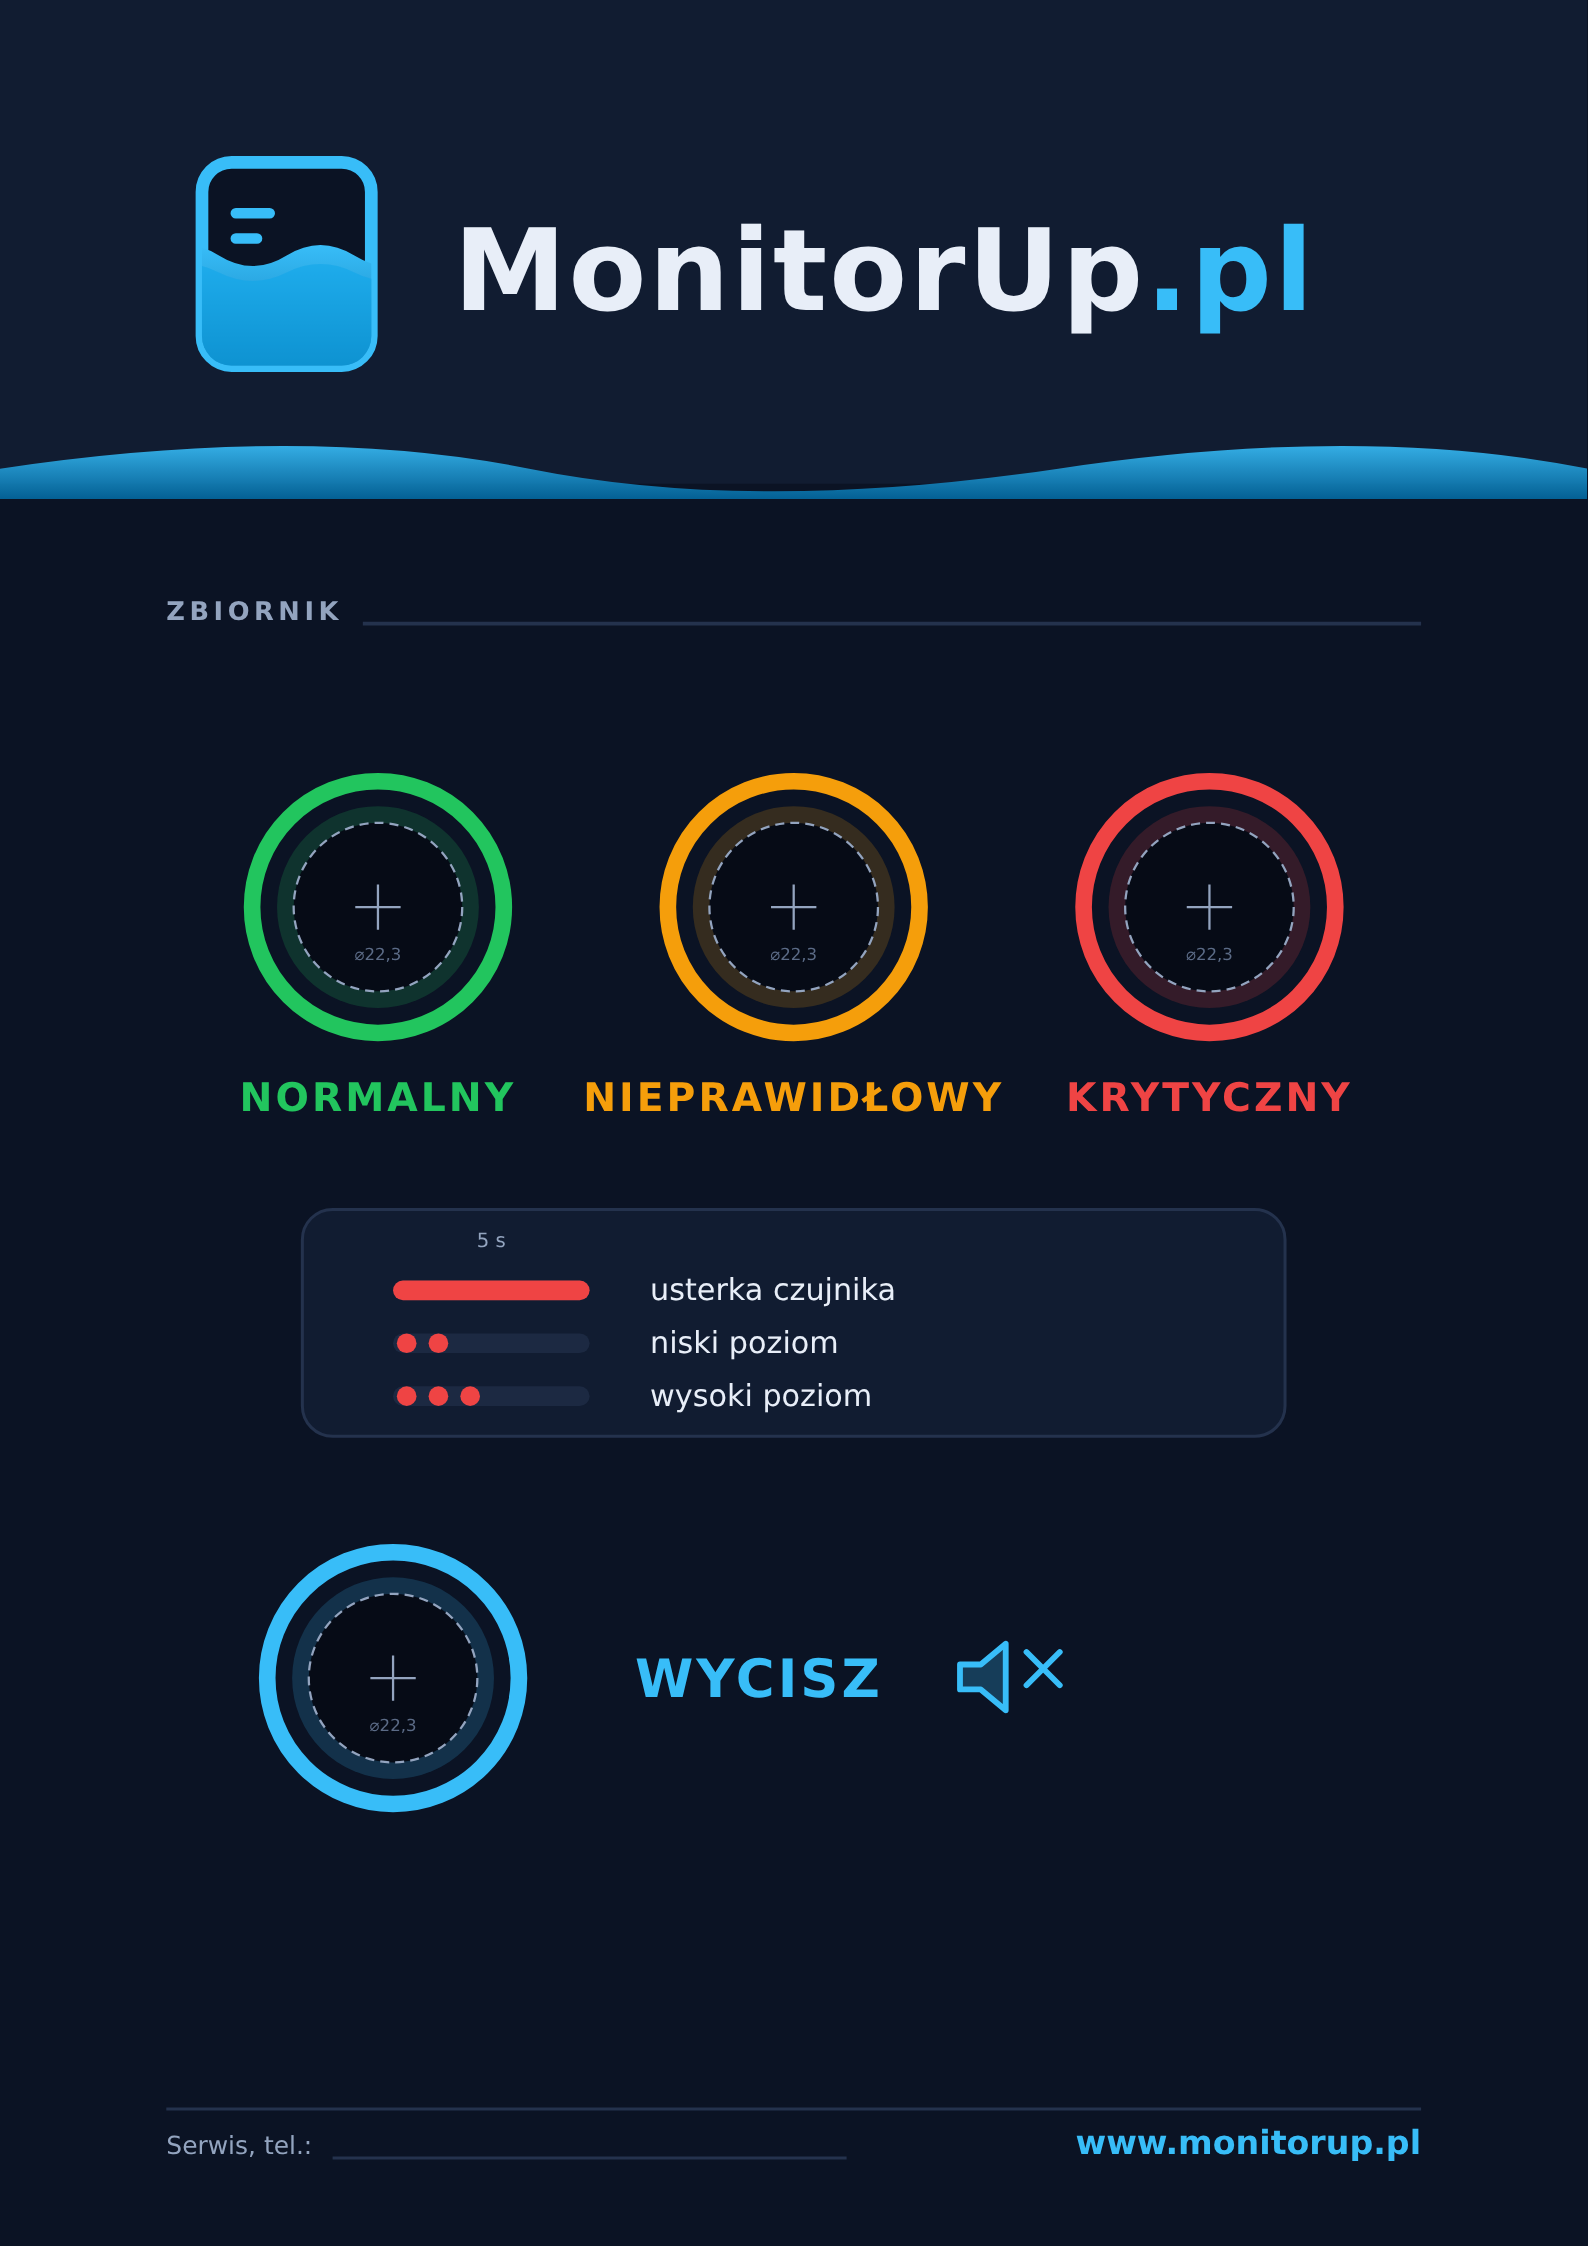 MonitorUp.pl
ZBIORNIK
⌀22,3 ⌀22,3 ⌀22,3
NORMALNY NIEPRAWIDŁOWY KRYTYCZNY
5 s
usterka czujnika
niski poziom
wysoki poziom
⌀22,3
WYCISZ
Serwis, tel.: www.monitorup.pl